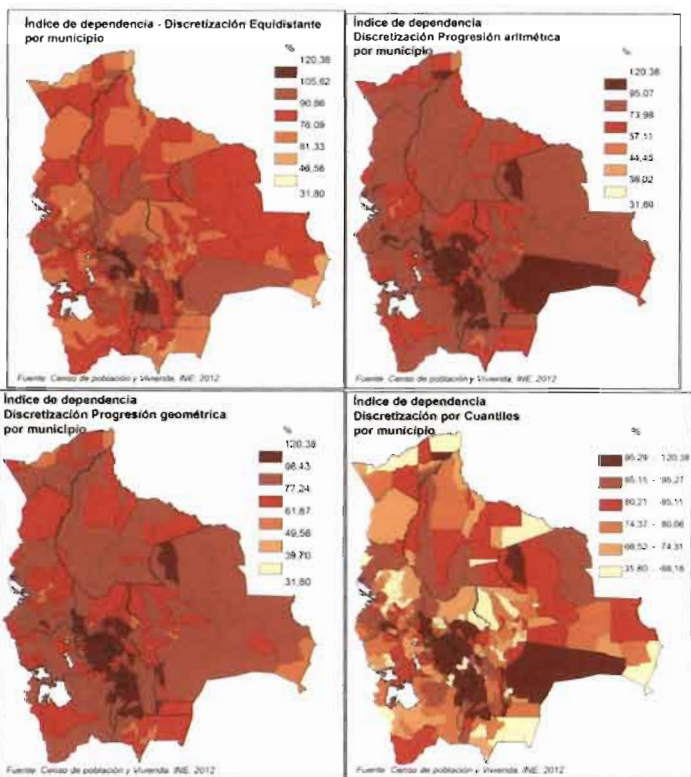 Índice de dependencia - Discretización Equidistante
por municipio
%
120.38
105.62
90.86
76.09
61.33
46.56
31.80
Fuente: Censo de población y Vivienda, INE, 2012
Índice de dependencia
Discretización Progresión aritmética
por municipio
%
120.38
95.07
73.98
57.11
44.45
36.02
31.80
Fuente: Censo de población y Vivienda, INE, 2012
Índice de dependencia
Discretización Progresión geométrica
por municipio
%
120.38
96.43
77.24
61.87
49.56
39.70
31.80
Fuente: Censo de población y Vivienda, INE, 2012
Índice de dependencia
Discretización por Cuantiles
por municipio
%
95.29 - 120.38
85.15 - 95.27
80.21 - 85.11
74.37 - 80.06
68.52 - 74.31
31.80 - 68.16
Fuente: Censo de población y Vivienda, INE, 2012